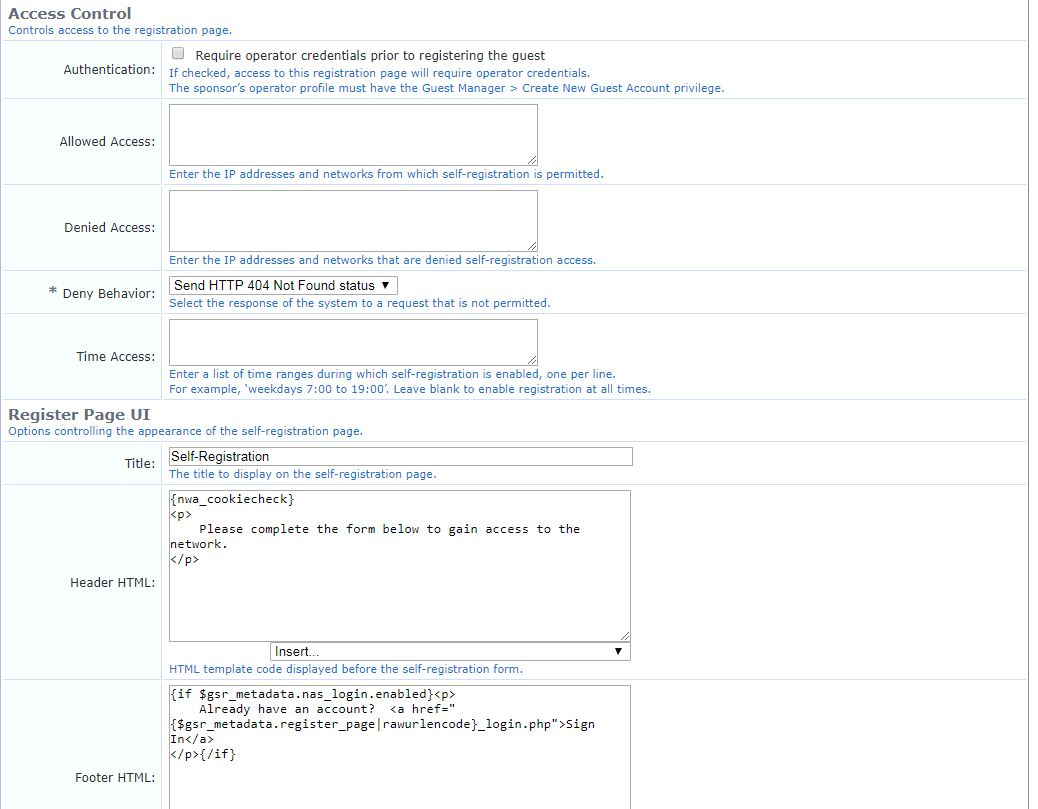 Access Control
Controls access to the registration page.
Authentication:
Require operator credentials prior to registering the guest
If checked, access to this registration page will require operator credentials.
The sponsor's operator profile must have the Guest Manager > Create New Guest Account privilege.
Allowed Access:
Enter the IP addresses and networks from which self-registration is permitted.
Denied Access:
Enter the IP addresses and networks that are denied self-registration access.
* Deny Behavior:
Send HTTP 404 Not Found status ▼
Select the response of the system to a request that is not permitted.
Time Access:
Enter a list of time ranges during which self-registration is enabled, one per line.
For example, ‘weekdays 7:00 to 19:00’. Leave blank to enable registration at all times.
Register Page UI
Options controlling the appearance of the self-registration page.
Title:
Self-Registration
The title to display on the self-registration page.
Header HTML:
{nwa_cookiecheck}
<p>
    Please complete the form below to gain access to the
network.
</p>
Insert... ▼
HTML template code displayed before the self-registration form.
Footer HTML:
{if $gsr_metadata.nas_login.enabled}<p>
    Already have an account?  <a href="
{$gsr_metadata.register_page|rawurlencode}_login.php">Sign
In</a>
</p>{/if}